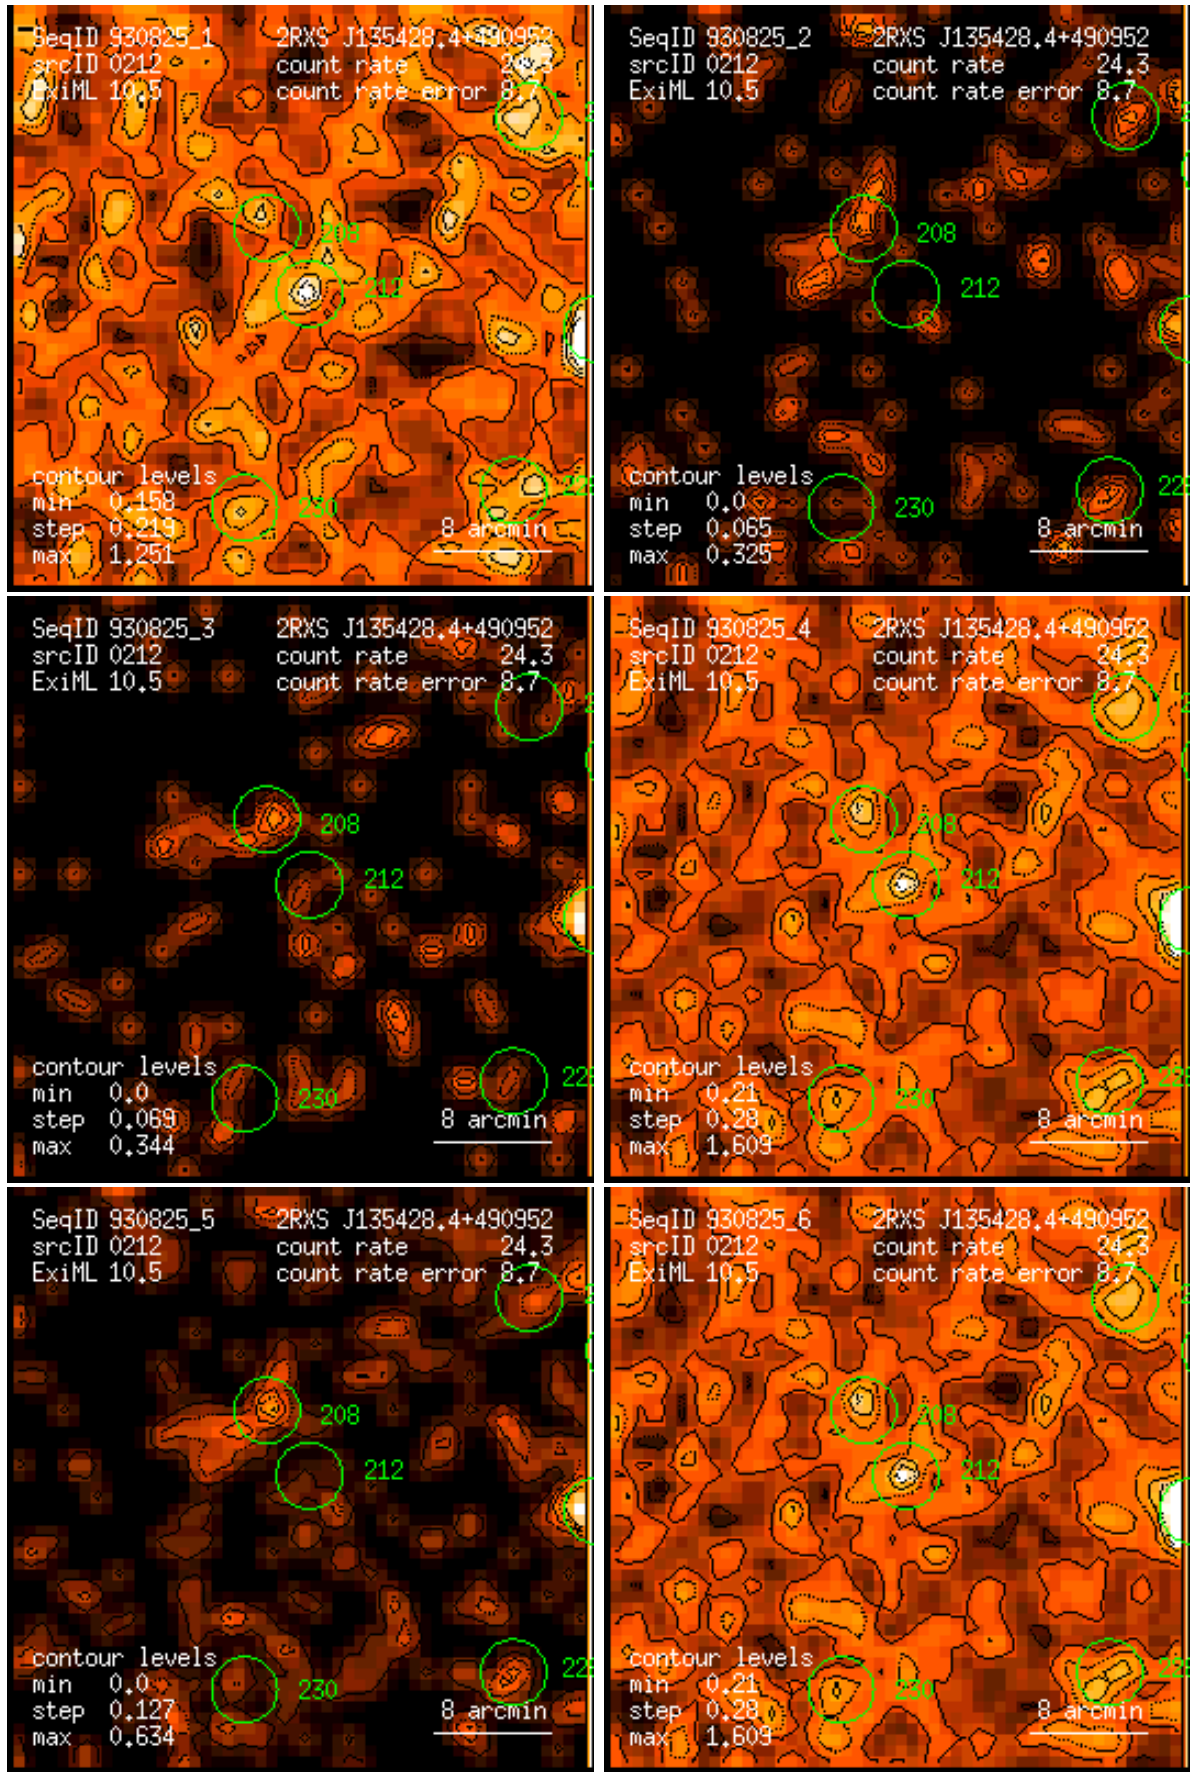 SeqID 930825_1 2RXS J135428.4+490952
srcID 0212 count rate 24.3
ExiML 10.5 count rate error 8.7
208
212
contour levels
min 0.158
230
step 0.219
8 arcmin
max 1.251
SeqID 930825_2 2RXS J135428.4+490952
srcID 0212 count rate 24.3
ExiML 10.5 count rate error 8.7
208
212
contour levels
min 0.0
230
step 0.065
8 arcmin
max 0.325
SeqID 930825_3 2RXS J135428.4+490952
srcID 0212 count rate 24.3
ExiML 10.5 count rate error 8.7
208
212
contour levels
min 0.0
230
step 0.069
8 arcmin
max 0.344
SeqID 930825_4 2RXS J135428.4+490952
srcID 0212 count rate 24.3
ExiML 10.5 count rate error 8.7
208
212
contour levels
min 0.21
230
step 0.28
8 arcmin
max 1.609
SeqID 930825_5 2RXS J135428.4+490952
srcID 0212 count rate 24.3
ExiML 10.5 count rate error 8.7
208
212
contour levels
min 0.0
230
step 0.127
8 arcmin
max 0.634
SeqID 930825_6 2RXS J135428.4+490952
srcID 0212 count rate 24.3
ExiML 10.5 count rate error 8.7
208
212
contour levels
min 0.21
230
step 0.28
8 arcmin
max 1.609